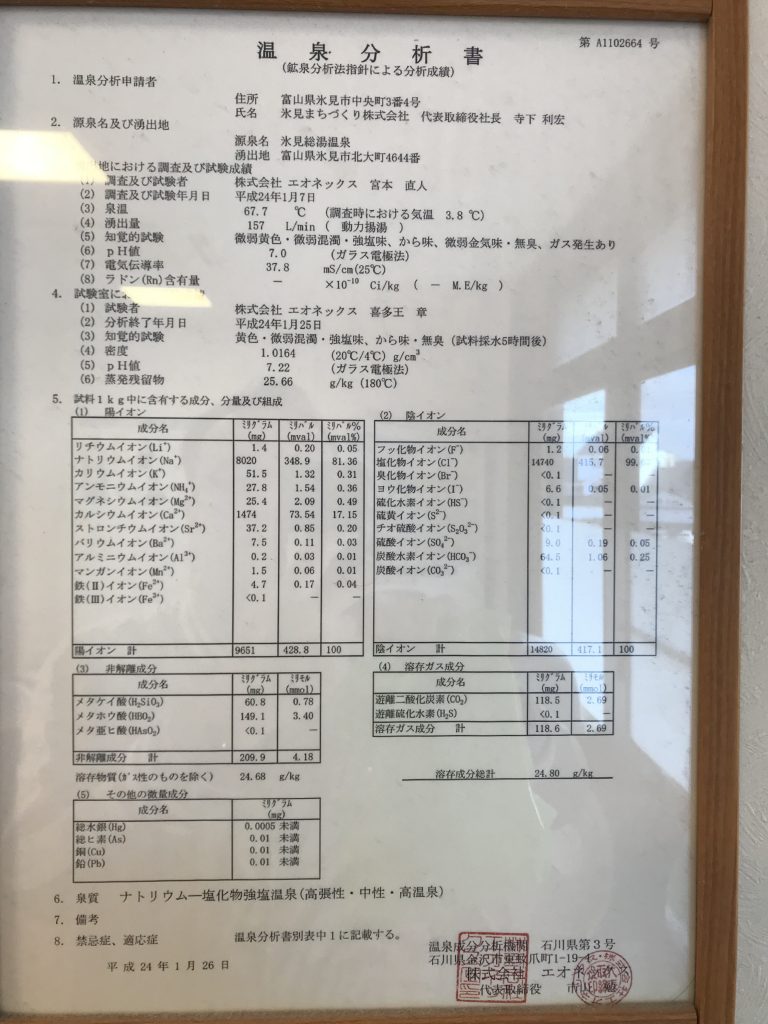 温泉分析書
第 A1102664 号
(鉱泉分析法指針による分析成績)
1. 温泉分析申請者
住所 富山県氷見市中央町3番4号
氏名 氷見まちづくり株式会社 代表取締役社長 寺下 利宏
2. 源泉名及び湧出地
源泉名 氷見総湯温泉
湧出地 富山県氷見市北大町4644番
地における調査及び試験成績
(1) 調査及び試験者 株式会社 エオネックス 宮本 直人
(2) 調査及び試験年月日 平成24年1月7日
(3) 泉温 67.7 ℃ (調査時における気温 3.8 ℃)
(4) 湧出量 157 L/min ( 動力揚湯 )
(5) 知覚的試験 微弱黄色・微弱混濁・強塩味、から味、微弱金気味・無臭、ガス発生あり
(6) pH値 7.0 (ガラス電極法)
(7) 電気伝導率 37.8 mS/cm(25℃)
(8) ラドン(Rn)含有量 — ×10⁻¹⁰ Ci/kg ( — M.E/kg )
4. 試験室に
(1) 試験者 株式会社 エオネックス 喜多王 章
(2) 分析終了年月日 平成24年1月25日
(3) 知覚的試験 黄色・微弱混濁・強塩味、から味・無臭 (試料採水5時間後)
(4) 密度 1.0164 (20℃/4℃) g/cm³
(5) pH値 7.22 (ガラス電極法)
(6) 蒸発残留物 25.66 g/kg (180℃)
5. 試料1kg中に含有する成分、分量及び組成
(1) 陽イオン
成分名 ミリグラム(mg) ミリバル(mval) ミリバル%(mval%)
リチウムイオン(Li⁺) 1.4 0.20 0.05
ナトリウムイオン(Na⁺) 8020 348.9 81.36
カリウムイオン(K⁺) 51.5 1.32 0.31
アンモニウムイオン(NH₄⁺) 27.8 1.54 0.36
マグネシウムイオン(Mg²⁺) 25.4 2.09 0.49
カルシウムイオン(Ca²⁺) 1474 73.54 17.15
ストロンチウムイオン(Sr²⁺) 37.2 0.85 0.20
バリウムイオン(Ba²⁺) 7.5 0.11 0.03
アルミニウムイオン(Al³⁺) 0.2 0.03 0.01
マンガンイオン(Mn²⁺) 1.5 0.06 0.01
鉄(Ⅱ)イオン(Fe²⁺) 4.7 0.17 0.04
鉄(Ⅲ)イオン(Fe³⁺) <0.1 — —
陽イオン 計 9651 428.8 100
(2) 陰イオン
成分名 ミリグラム(mg) ミリバル(mval) ミリバル%(mval%)
フッ化物イオン(F⁻) 1.2 0.06
塩化物イオン(Cl⁻) 14740 415.7
臭化物イオン(Br⁻) <0.1 — —
ヨウ化物イオン(I⁻) 6.6 0.05 0.01
硫化水素イオン(HS⁻) <0.1 — —
硫黄イオン(S²⁻) <0.1 — —
チオ硫酸イオン(S₂O₃²⁻) <0.1 — —
硫酸イオン(SO₄²⁻) 9.0 0.19 0.05
炭酸水素イオン(HCO₃⁻) 64.5 1.06 0.25
炭酸イオン(CO₃²⁻) <0.1 — —
陰イオン 計 14820 417.1 100
(3) 非解離成分
成分名 ミリグラム(mg) ミリモル(mmol)
メタケイ酸(H₂SiO₃) 60.8 0.78
メタホウ酸(HBO₂) 149.1 3.40
メタ亜ヒ酸(HAsO₂) <0.1 —
非解離成分 計 209.9 4.18
(4) 溶存ガス成分
成分名 ミリグラム(mg) ミリモル(mmol)
遊離二酸化炭素(CO₂) 118.5 2.69
遊離硫化水素(H₂S) <0.1 —
溶存ガス成分 計 118.6 2.69
溶存物質(ガス性のものを除く) 24.68 g/kg
溶存成分総計 24.80 g/kg
(5) その他の微量成分
成分名 ミリグラム(mg)
総水銀(Hg) 0.0005 未満
総ヒ素(As) 0.01 未満
銅(Cu) 0.01 未満
鉛(Pb) 0.01 未満
6. 泉質 ナトリウム—塩化物強塩温泉(高張性・中性・高温泉)
7. 備考
8. 禁忌症、適応症 温泉分析書別表中1に記載する。
平成24年1月26日
温泉成分分析機関 石川県第3号
石川県金沢市東蚊爪町1-19-4
株式会社 エオネックス
代表取締役 市